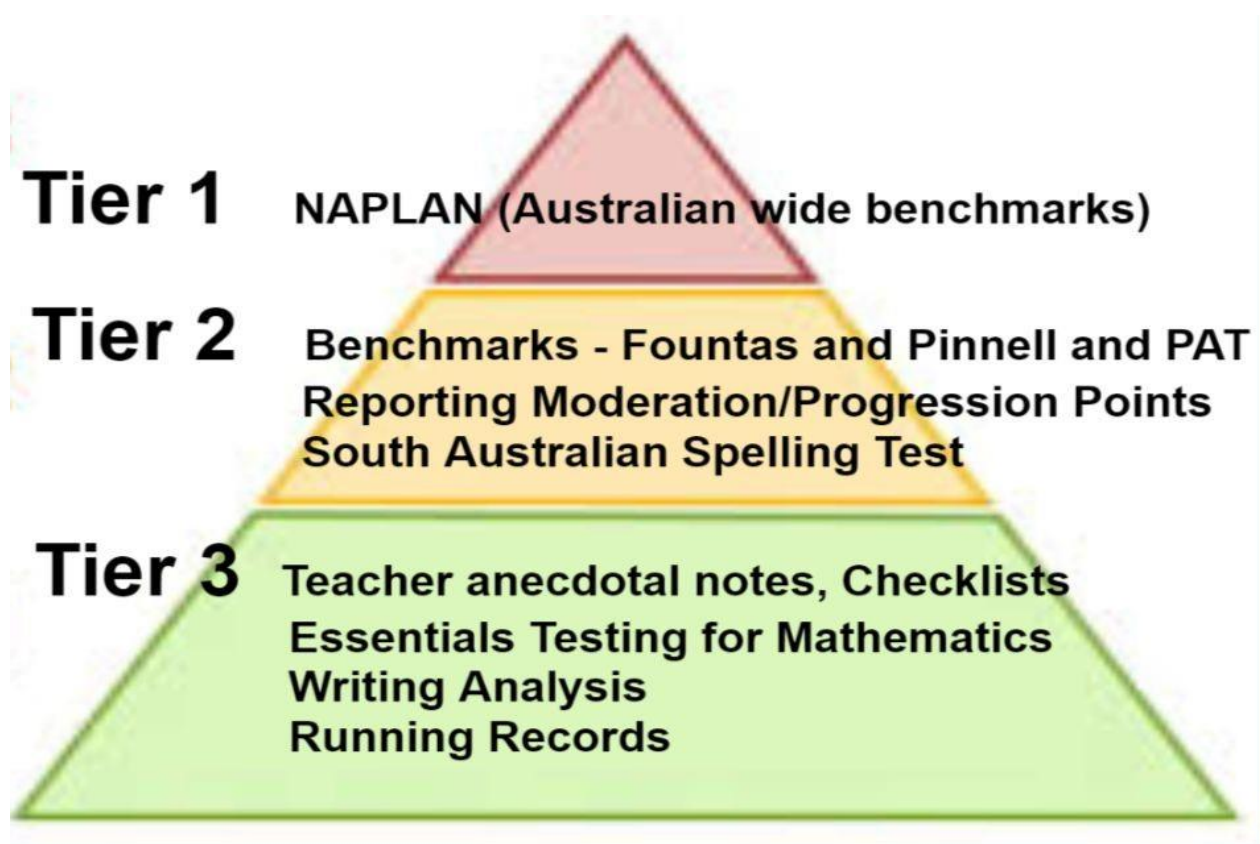 Tier 1 NAPLAN (Australian wide benchmarks)
Tier 2 Benchmarks - Fountas and Pinnell and PAT
Reporting Moderation/Progression Points
South Australian Spelling Test
Tier 3 Teacher anecdotal notes, Checklists
Essentials Testing for Mathematics
Writing Analysis
Running Records